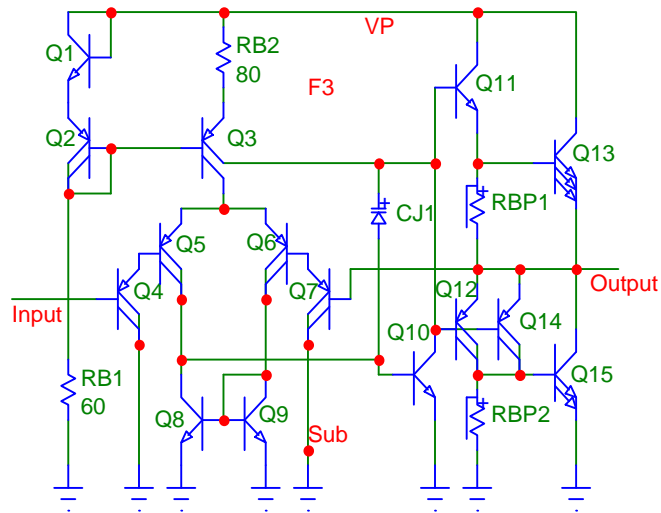 VP
Q1
RB2
80
F3
Q11
Q2
Q3
Q13
CJ1
RBP1
Q5
Q6
Q4
Q7
Q12
Output
Input
Q10
Q14
RB1
60
Q15
Q8
Q9
RBP2
Sub